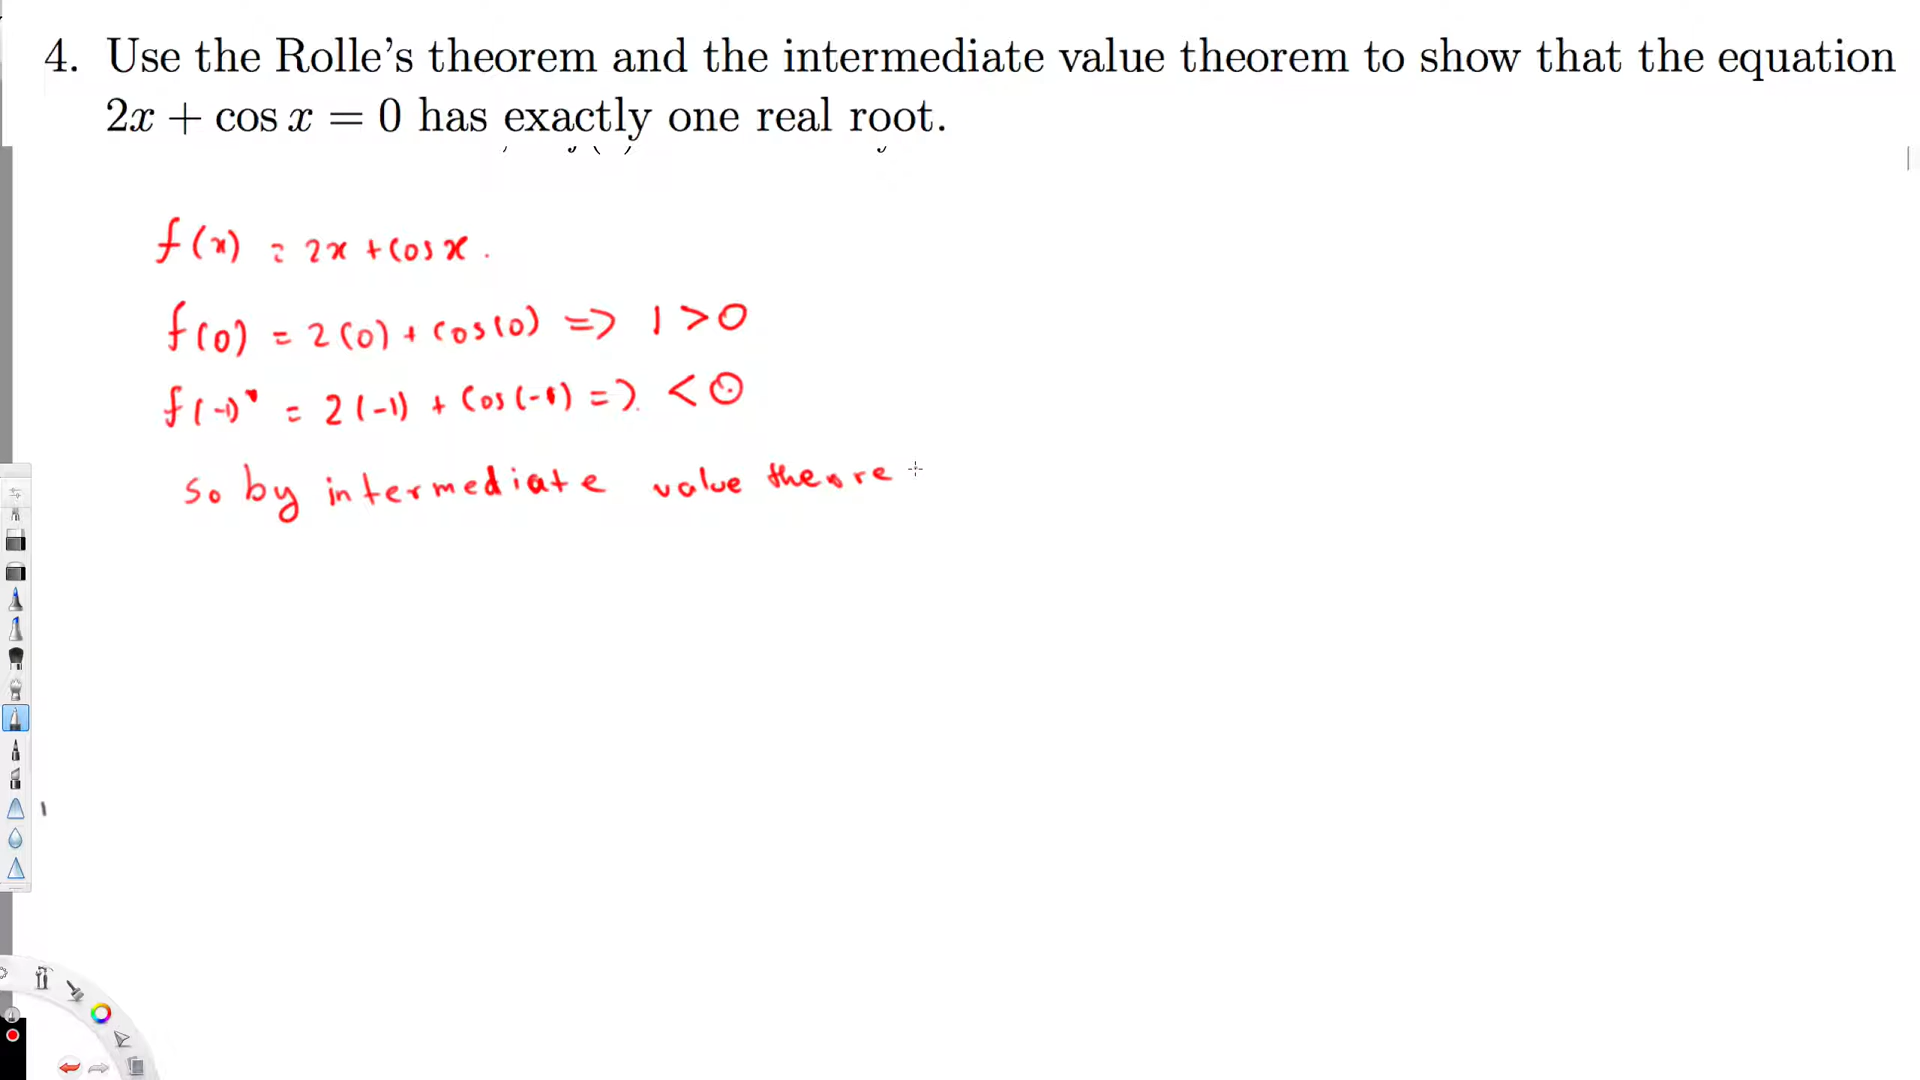 4. Use the Rolle's theorem and the intermediate value theorem to show that the equation
2x + cos x = 0 has exactly one real root.
f(x) = 2x + cos x.
f(0) = 2(0) + cos(0) => 1 > 0
f(-1) = 2(-1) + cos(-1) => < 0
so by intermediate value theore